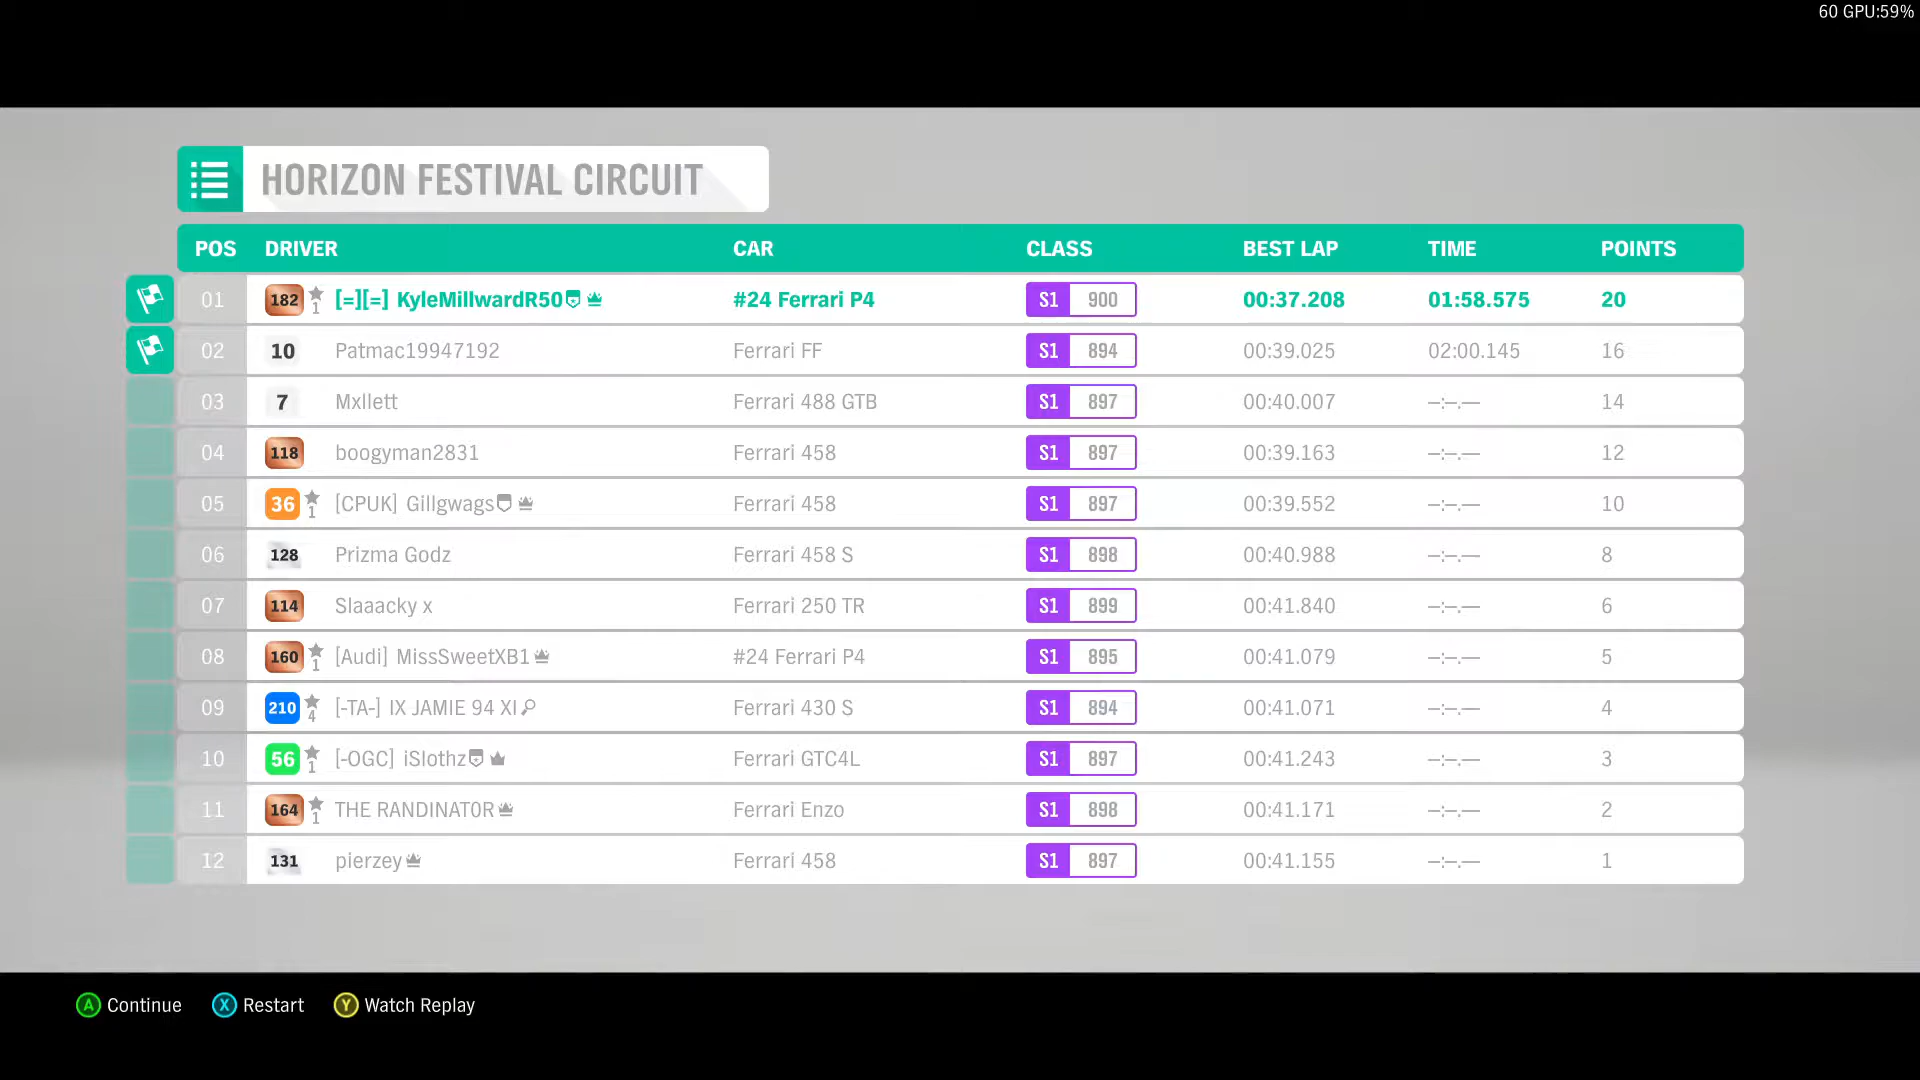 60 GPU:59%
HORIZON FESTIVAL CIRCUIT
POS DRIVER CAR CLASS BEST LAP TIME POINTS
01 182 1 [=][=] KyleMillwardR50 #24 Ferrari P4 S1 900 00:37.208 01:58.575 20
02 10 Patmac19947192 Ferrari FF S1 894 00:39.025 02:00.145 16
03 7 Mxllett Ferrari 488 GTB S1 897 00:40.007 --:--.--- 14
04 118 boogyman2831 Ferrari 458 S1 897 00:39.163 --:--.--- 12
05 36 1 [CPUK] Gillgwags Ferrari 458 S1 897 00:39.552 --:--.--- 10
06 128 Prizma Godz Ferrari 458 S S1 898 00:40.988 --:--.--- 8
07 114 Slaaacky x Ferrari 250 TR S1 899 00:41.840 --:--.--- 6
08 160 1 [Audi] MissSweetXB1 #24 Ferrari P4 S1 895 00:41.079 --:--.--- 5
09 210 4 [-TA-] IX JAMIE 94 XI Ferrari 430 S S1 894 00:41.071 --:--.--- 4
10 56 1 [-OGC] iSlothz Ferrari GTC4L S1 897 00:41.243 --:--.--- 3
11 164 1 THE RANDINAT0R Ferrari Enzo S1 898 00:41.171 --:--.--- 2
12 131 pierzey Ferrari 458 S1 897 00:41.155 --:--.--- 1
A Continue X Restart Y Watch Replay